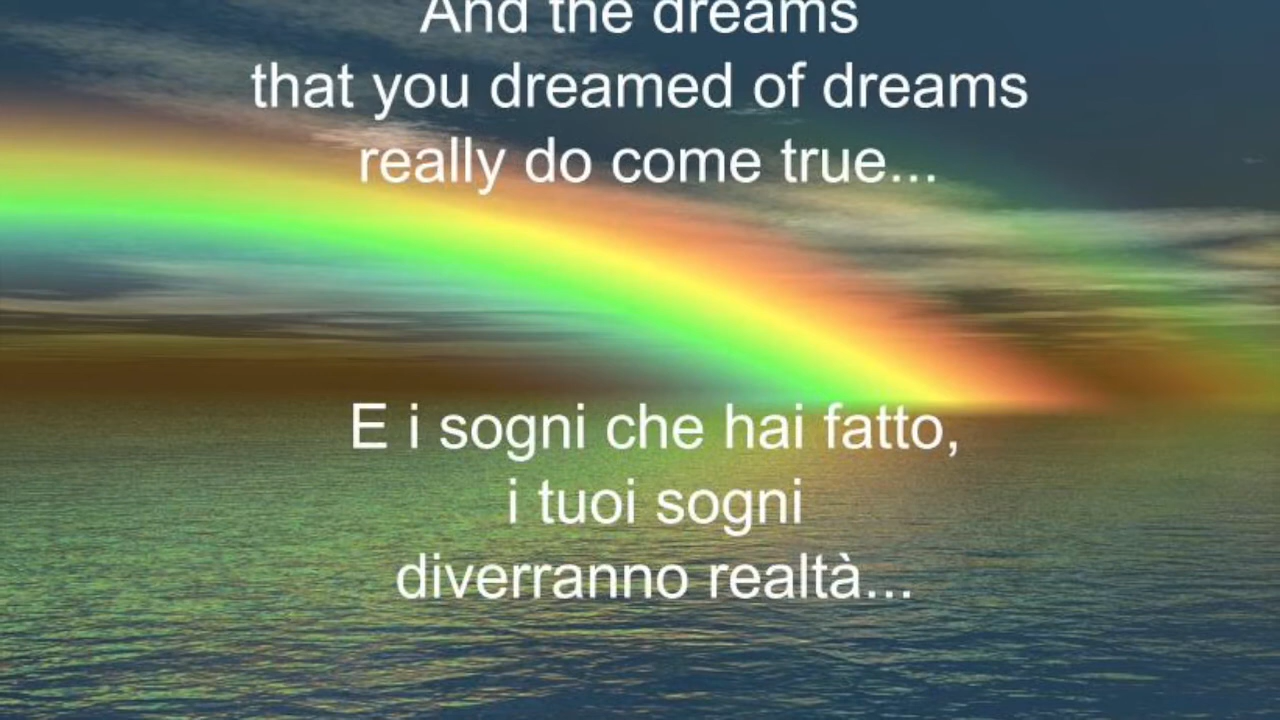 And the dreams
that you dreamed of dreams
really do come true...
E i sogni che hai fatto,
i tuoi sogni
diverranno realtà...